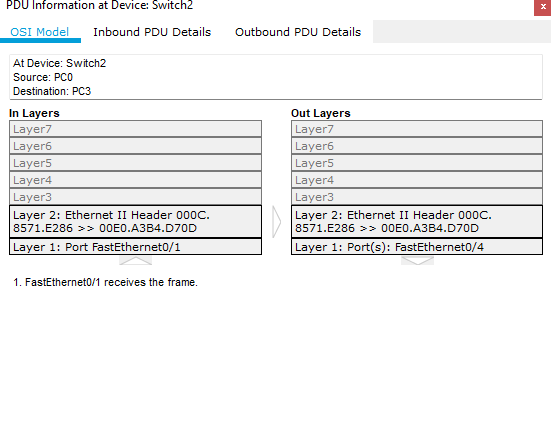 PDU Information at Device: Switch2
x
OSI Model Inbound PDU Details Outbound PDU Details
At Device: Switch2
Source: PC0
Destination: PC3
In Layers
Layer7
Layer6
Layer5
Layer4
Layer3
Layer 2: Ethernet II Header 000C.
8571.E286 >> 00E0.A3B4.D70D
Layer 1: Port FastEthernet0/1
Out Layers
Layer7
Layer6
Layer5
Layer4
Layer3
Layer 2: Ethernet II Header 000C.
8571.E286 >> 00E0.A3B4.D70D
Layer 1: Port(s): FastEthernet0/4
1. FastEthernet0/1 receives the frame.